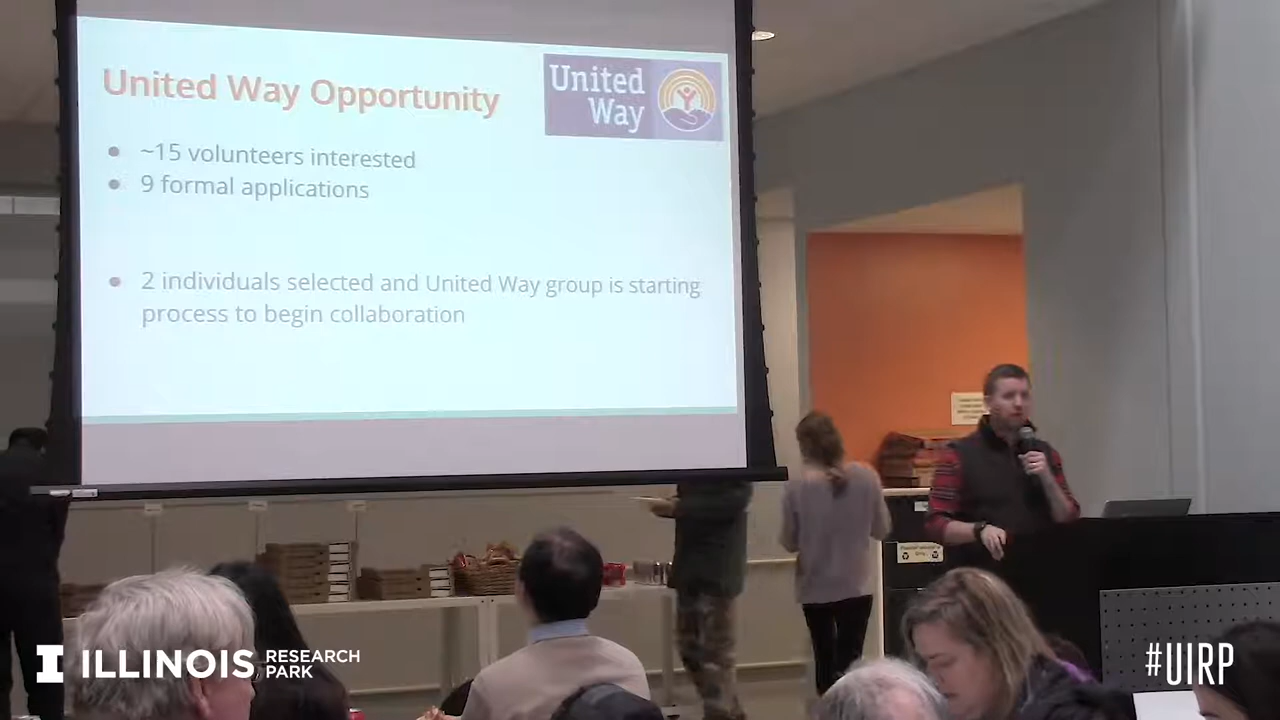 United Way Opportunity
United
Way
~15 volunteers interested
9 formal applications
2 individuals selected and United Way group is starting
process to begin collaboration
I ILLINOIS RESEARCH
PARK
#UIRP